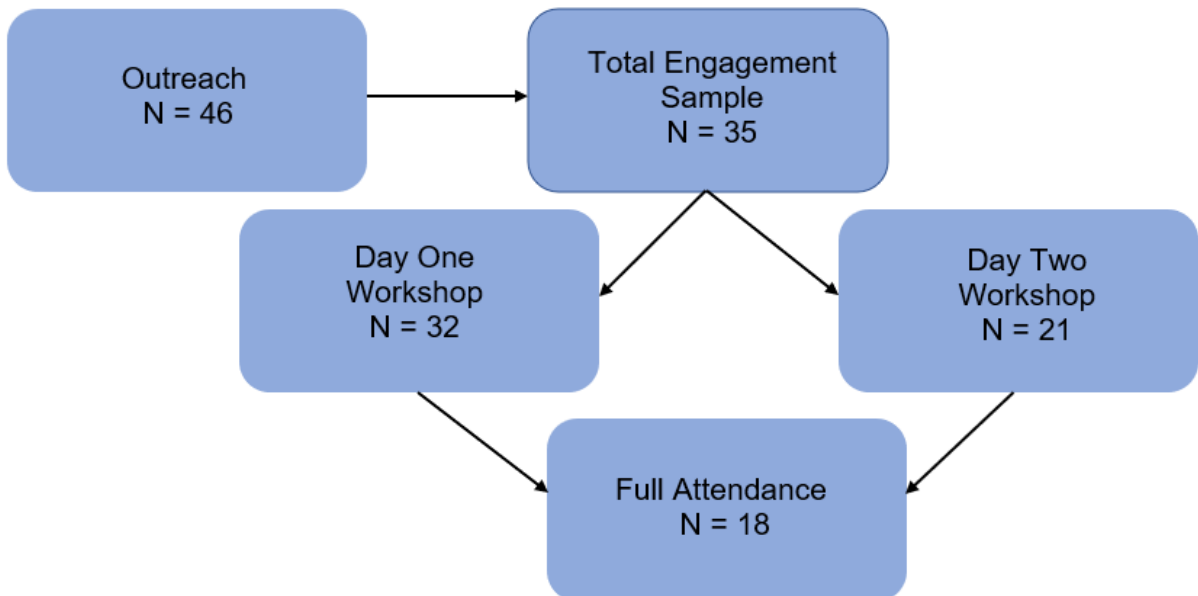 Outreach
N = 46
Total Engagement
Sample
N = 35
Day One
Workshop
N = 32
Day Two
Workshop
N = 21
Full Attendance
N = 18